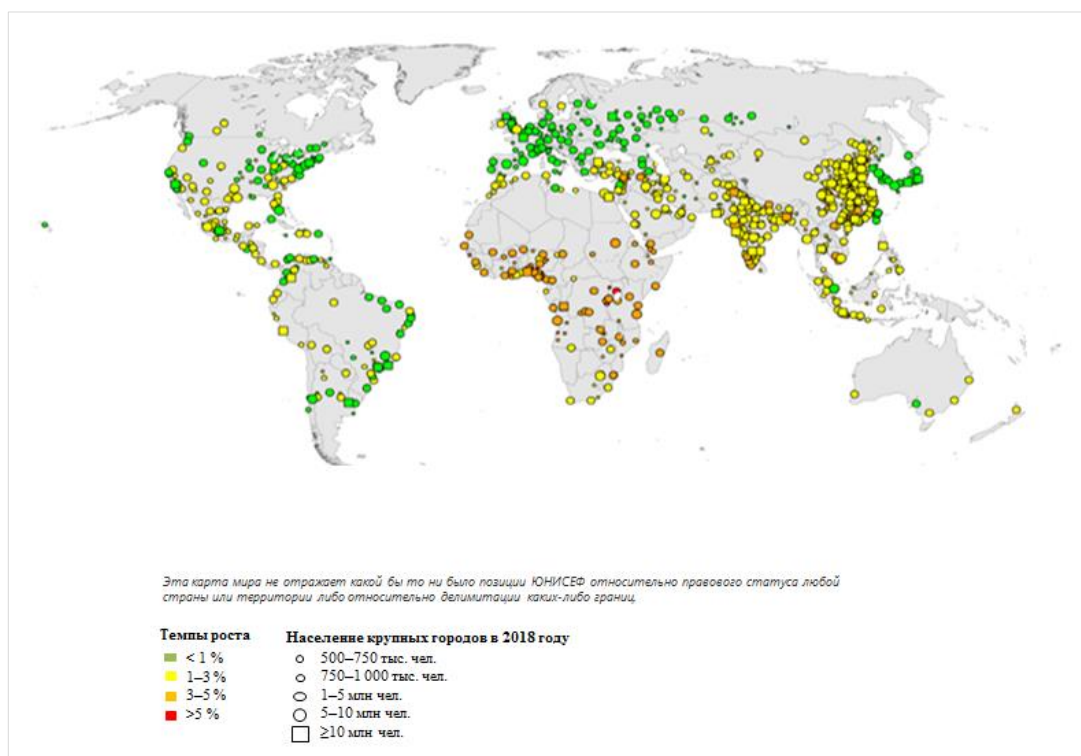 Эта карта мира не отражает какой бы то ни было позиции ЮНИСЕФ относительно правового статуса любой
страны или территории либо относительно делимитации каких-либо границ.
Темпы роста
< 1 %
1–3 %
3–5 %
>5 %
Население крупных городов в 2018 году
500–750 тыс. чел.
750–1 000 тыс. чел.
1–5 млн чел.
5–10 млн чел.
≥10 млн чел.